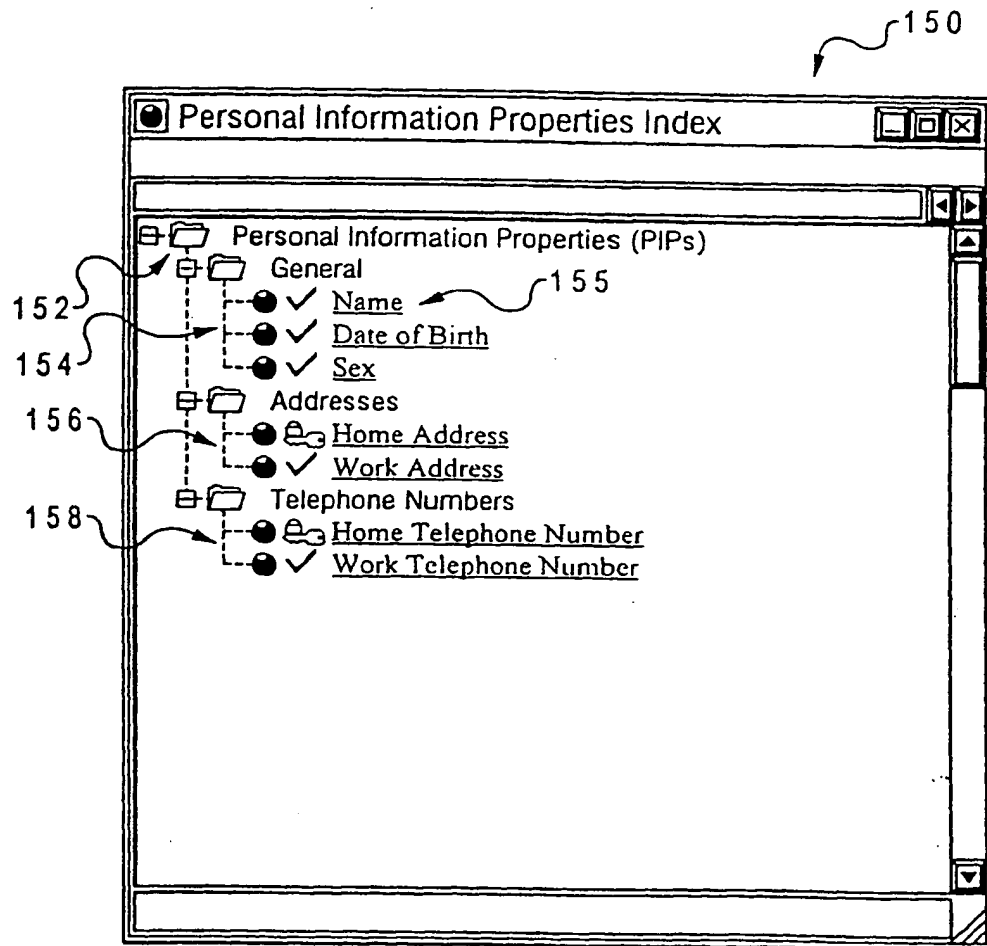 150
Personal Information Properties Index
Personal Information Properties (PIPs)
General
155
152
Name
154
Date of Birth
Sex
Addresses
156
Home Address
Work Address
Telephone Numbers
158
Home Telephone Number
Work Telephone Number